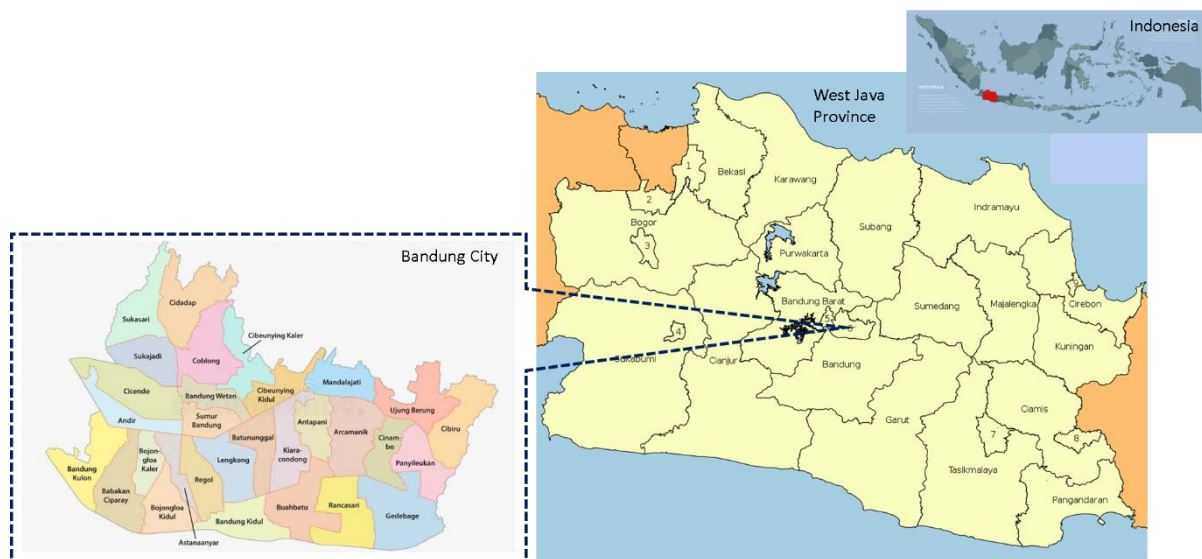 Indonesia
West Java
Province
1
Bekasi
Karawang
2
Bogor
3
Subang
Indramayu
Purwakarta
Bandung Barat
5
6
Sumedang
Majalengka
9
Cirebon
Kuningan
4
Sukabumi
Cianjur
Bandung
Garut
Ciamis
7
8
Tasikmalaya
Pangandaran
Bandung City
Cidadap
Sukasari
Cibeunying Kaler
Sukajadi
Coblong
Cicendo
Bandung Wetan
Cibeunying
Kidul
Mandalajati
Ujung Berung
Andir
Sumur
Bandung
Antapani
Arcamanik
Cibiru
Batununggal
Kiara-
condong
Cinam-
bo
Bandung
Kulon
Bojong-
loa
Kaler
Lengkong
Panyileukan
Babakan
Ciparay
Regol
Bojongloa
Kidul
Bandung Kidul
Buahbatu
Rancasari
Gedebage
Astanaanyar